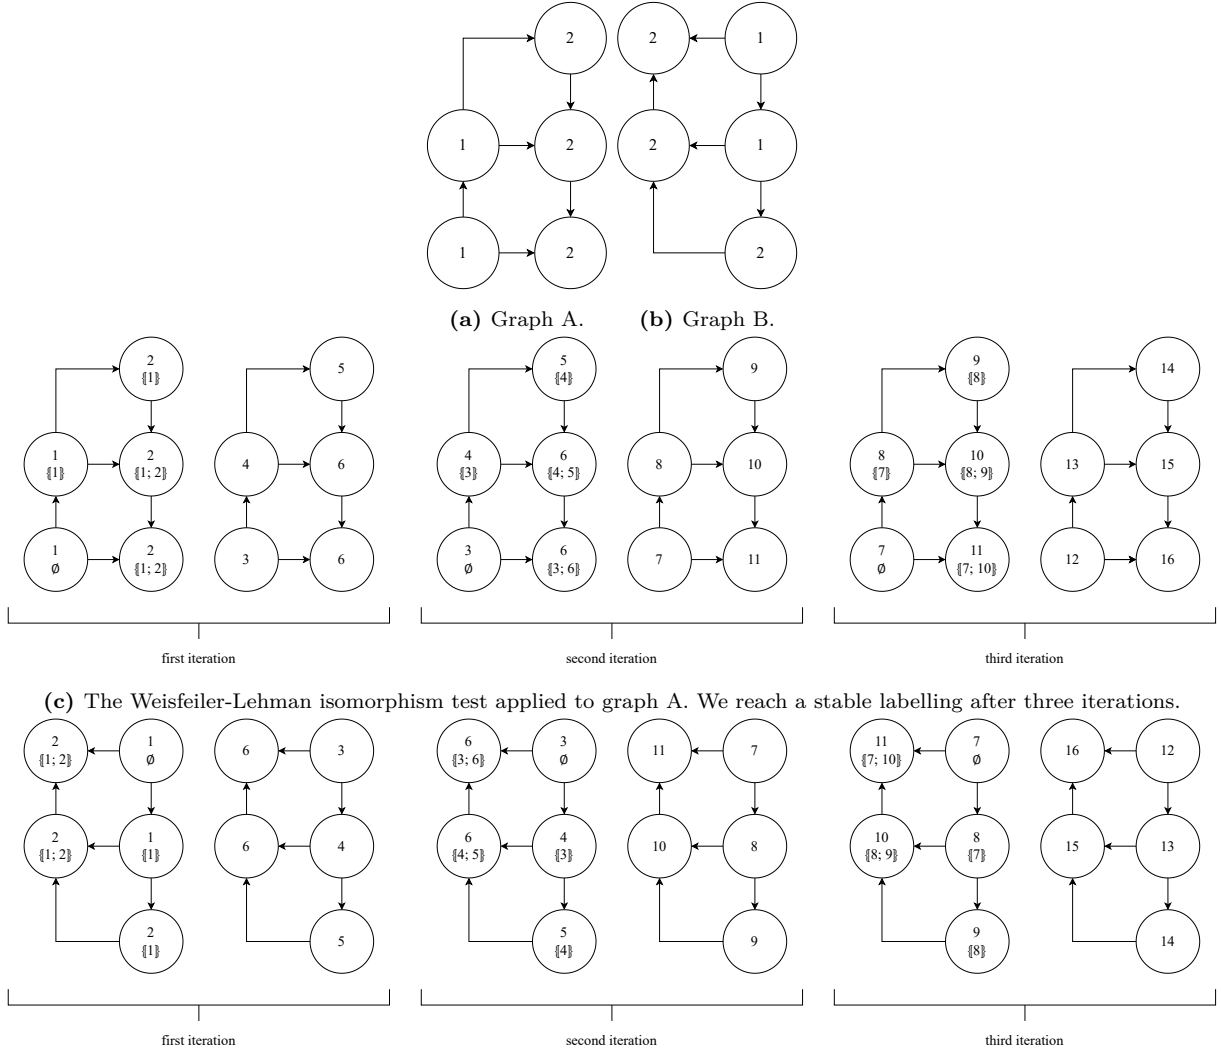 2 2 1
1 2 2 1
1 2 2
(a) Graph A. (b) Graph B.
2 5 5 9 9 14
{{1}} {{4}} {{8}}
1 2 4 6 4 6 8 10 8 10 13 15
{{1}} {{1; 2}} {{3}} {{4; 5}} {{7}} {{8; 9}}
1 2 3 6 3 6 7 11 7 11 12 16
∅ {{1; 2}} ∅ {{3; 6}} ∅ {{7; 10}}
first iteration second iteration third iteration
(c) The Weisfeiler-Lehman isomorphism test applied to graph A. We reach a stable labelling after three iterations.
2 1 6 3 6 3 11 7 11 7 16 12
{{1; 2}} ∅ {{3; 6}} ∅ {{7; 10}} ∅
2 1 6 4 6 4 10 8 10 8 15 13
{{1; 2}} {{1}} {{4; 5}} {{3}} {{8; 9}} {{7}}
2 5 5 9 9 14
{{1}} {{4}} {{8}}
first iteration second iteration third iteration